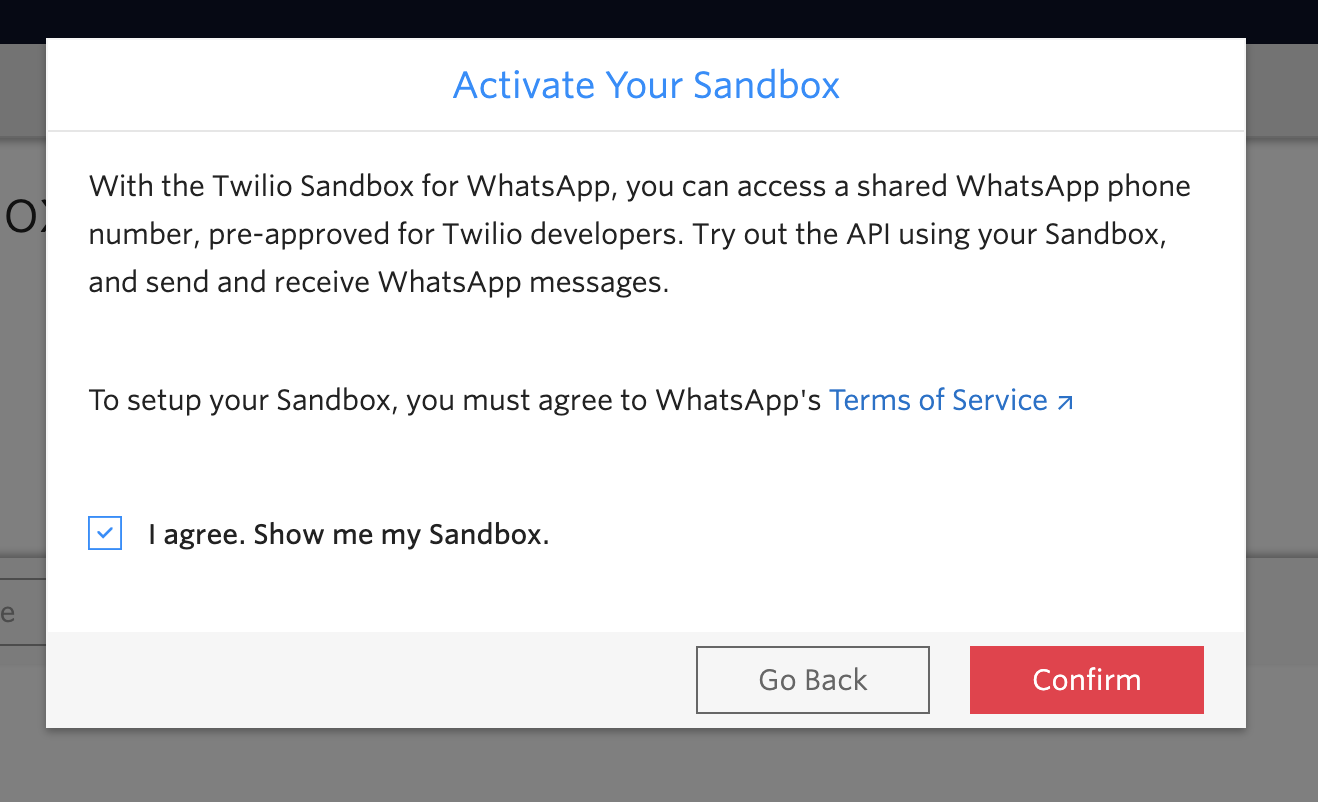 Activate Your Sandbox
With the Twilio Sandbox for WhatsApp, you can access a shared WhatsApp phone
number, pre-approved for Twilio developers. Try out the API using your Sandbox,
and send and receive WhatsApp messages.
To setup your Sandbox, you must agree to WhatsApp's Terms of Service ↗
I agree. Show me my Sandbox.
Go Back
Confirm